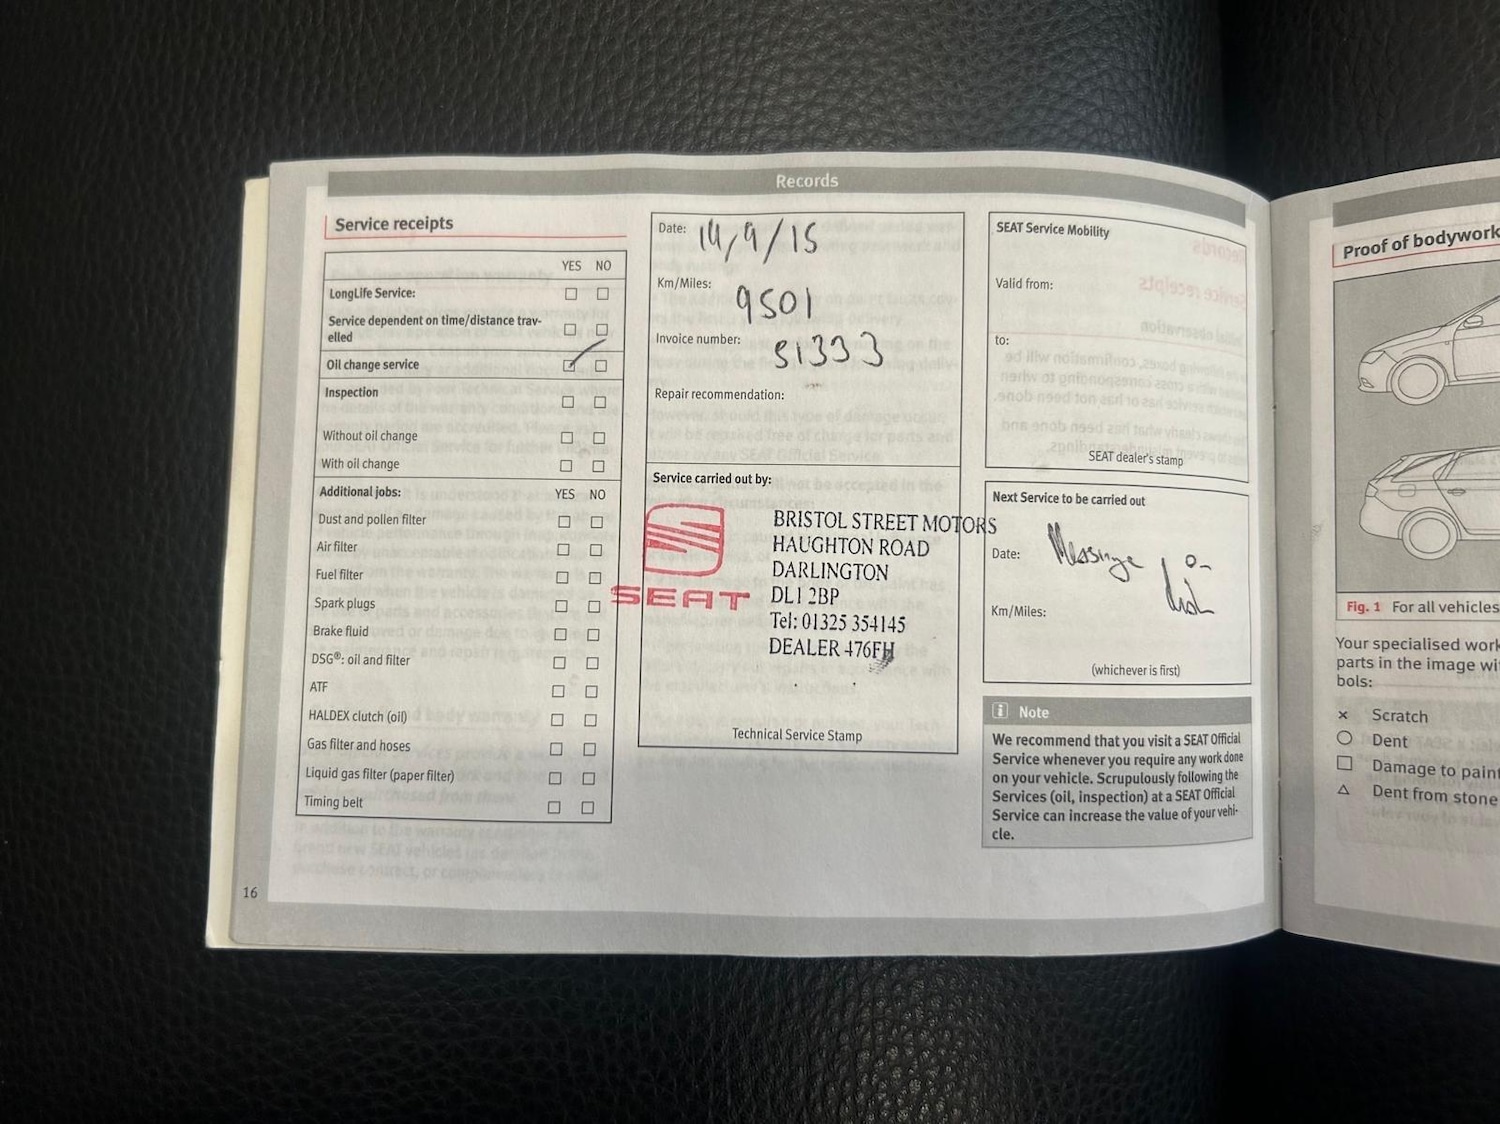 Records
Service receipts
YES NO
LongLife Service:
Service dependent on time/distance trav-
elled
Oil change service
Inspection
Without oil change
With oil change
Additional jobs: YES NO
Dust and pollen filter
Air filter
Fuel filter
Spark plugs
Brake fluid
DSG®: oil and filter
ATF
HALDEX clutch (oil)
Gas filter and hoses
Liquid gas filter (paper filter)
Timing belt
16
Date: 14/9/15
Km/Miles: 9501
Invoice number: 51333
Repair recommendation:
Service carried out by:
SEAT
BRISTOL STREET MOTORS
HAUGHTON ROAD
DARLINGTON
DL1 2BP
Tel: 01325 354145
DEALER 476FH
Technical Service Stamp
SEAT Service Mobility
Valid from:
to:
SEAT dealer's stamp
Next Service to be carried out
Date: Message on
dash
Km/Miles:
(whichever is first)
i Note
We recommend that you visit a SEAT Official
Service whenever you require any work done
on your vehicle. Scrupulously following the
Services (oil, inspection) at a SEAT Official
Service can increase the value of your vehi-
cle.
Proof of bodywork
Fig. 1 For all vehicles
Your specialised work
parts in the image wi
bols:
× Scratch
Dent
Damage to paint
Dent from stone